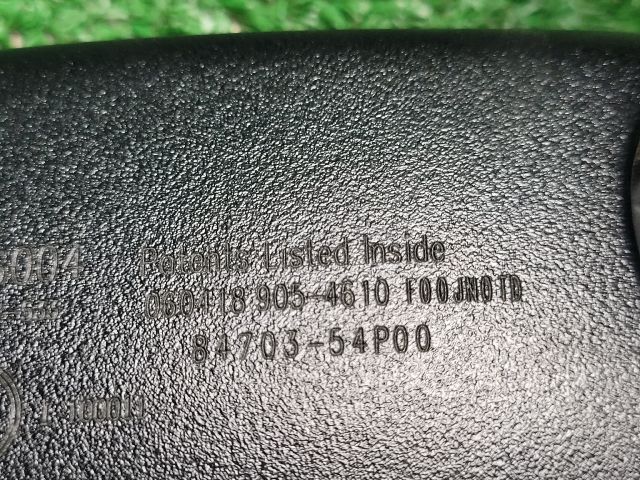 Patents Listed Inside
060418 905-4610 F00JN0TD
84703-54P00